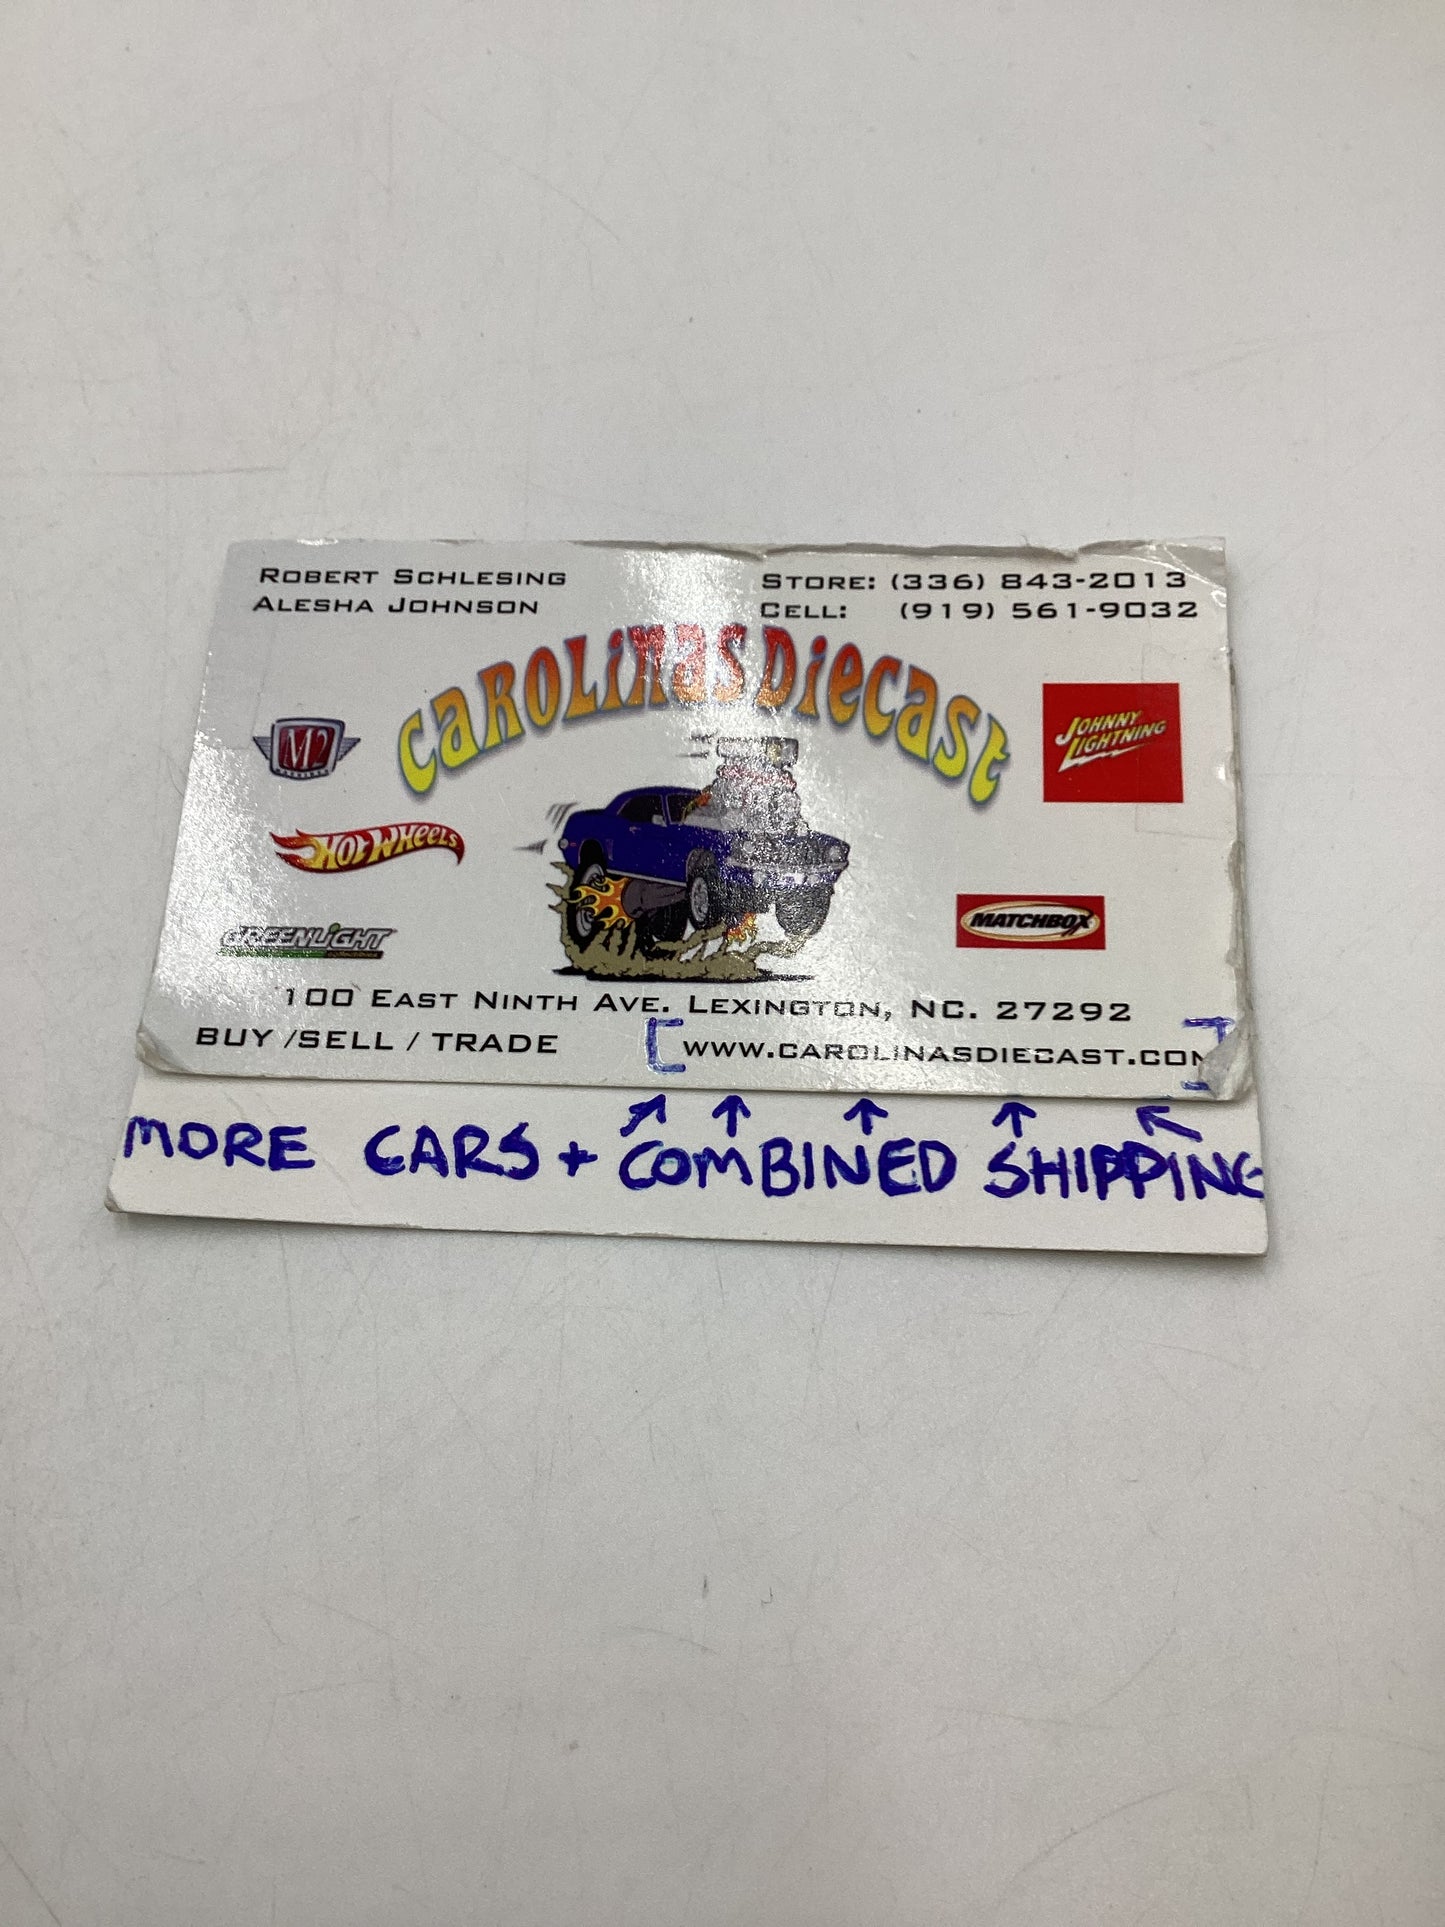 ROBERT SCHLESING
ALESHA JOHNSON
STORE: (336) 843-2013
CELL: (919) 561-9032
CAROLINAS DIECAST
M2
MACHINES
JOHNNY
LIGHTNING
HOT WHEELS
GREENLIGHT
MATCHBOX
100 EAST NINTH AVE. LEXINGTON, NC. 27292
BUY /SELL / TRADE
WWW.CAROLINASDIECAST.COM
MORE CARS + COMBINED SHIPPING